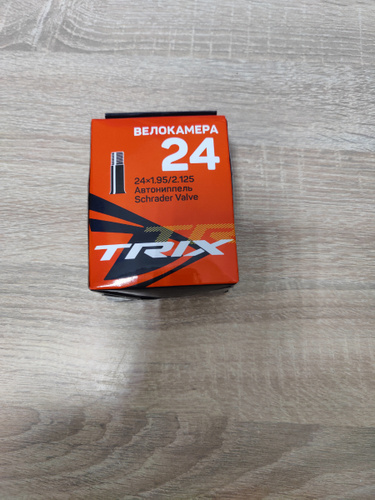 ВЕЛОКАМЕРА
24
24×1.95/2.125
Автониппель
Schrader Valve
TRIX